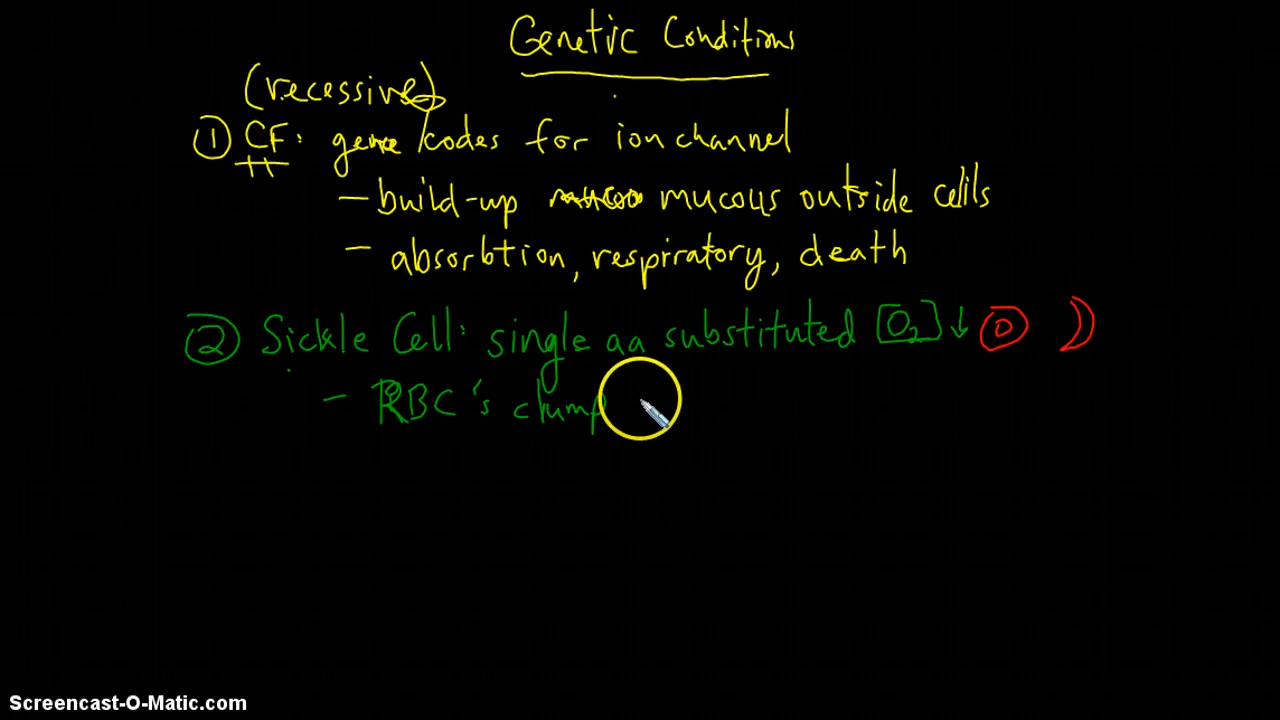 Genetic Conditions
(recessive)
① CF: gene codes for ion channel
— build-up mucous outside cells
— absorbtion, respiratory, death
② Sickle Cell: single aa substituted [O₂] ↓
— RBC's clump
Screencast-O-Matic.com